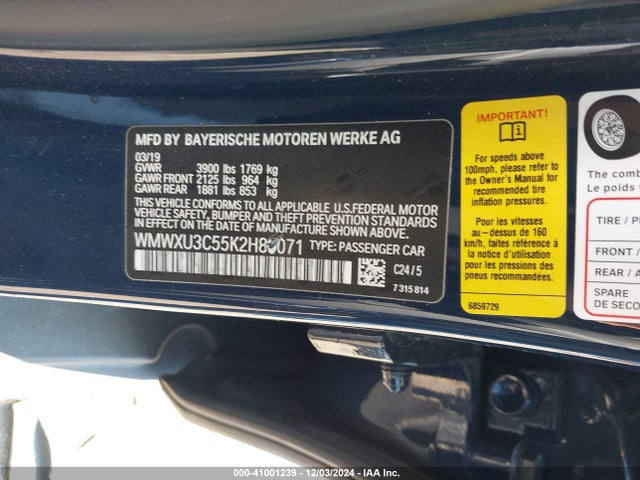 MFD BY BAYERISCHE MOTOREN WERKE AG
03/19
GVWR 3900 lbs 1769 kg
GAWR FRONT 2125 lbs 964 kg
GAWR REAR 1881 lbs 853 kg
THIS VEHICLE CONFORMS TO ALL APPLICABLE U.S.FEDERAL MOTOR
VEHICLE SAFETY, BUMPER AND THEFT PREVENTION STANDARDS
IN EFFECT ON THE DATE OF MANUFACTURE SHOWN ABOVE.
TYPE: PASSENGER CAR
C24/5
7315814
IMPORTANT!
For speeds above
100mph, please refer to
the Owner's Manual for
recommended tire
inflation pressures.
Pour les vitesses
au-dessus de 160
km/h, faites référence à
la notice d'utilisation
pour les pressions des
pneus recommandées.
6859729
The comb
Le poids
TIRE / P
FRONT /
REAR / A
SPARE
DE SECO
000-41001239 - 12/03/2024 - IAA Inc.